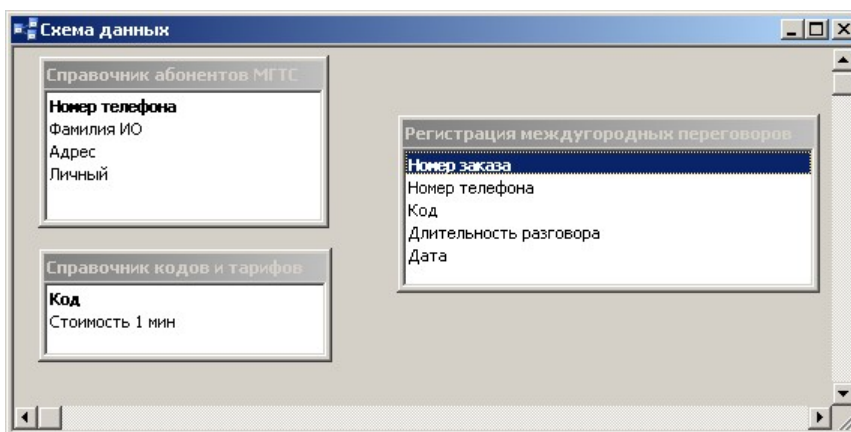 Схема данных
Справочник абонентов МГТС
Номер телефона
Фамилия ИО
Адрес
Личный
Регистрация междугородных переговоров
Номер заказа
Номер телефона
Код
Длительность разговора
Дата
Справочник кодов и тарифов
Код
Стоимость 1 мин